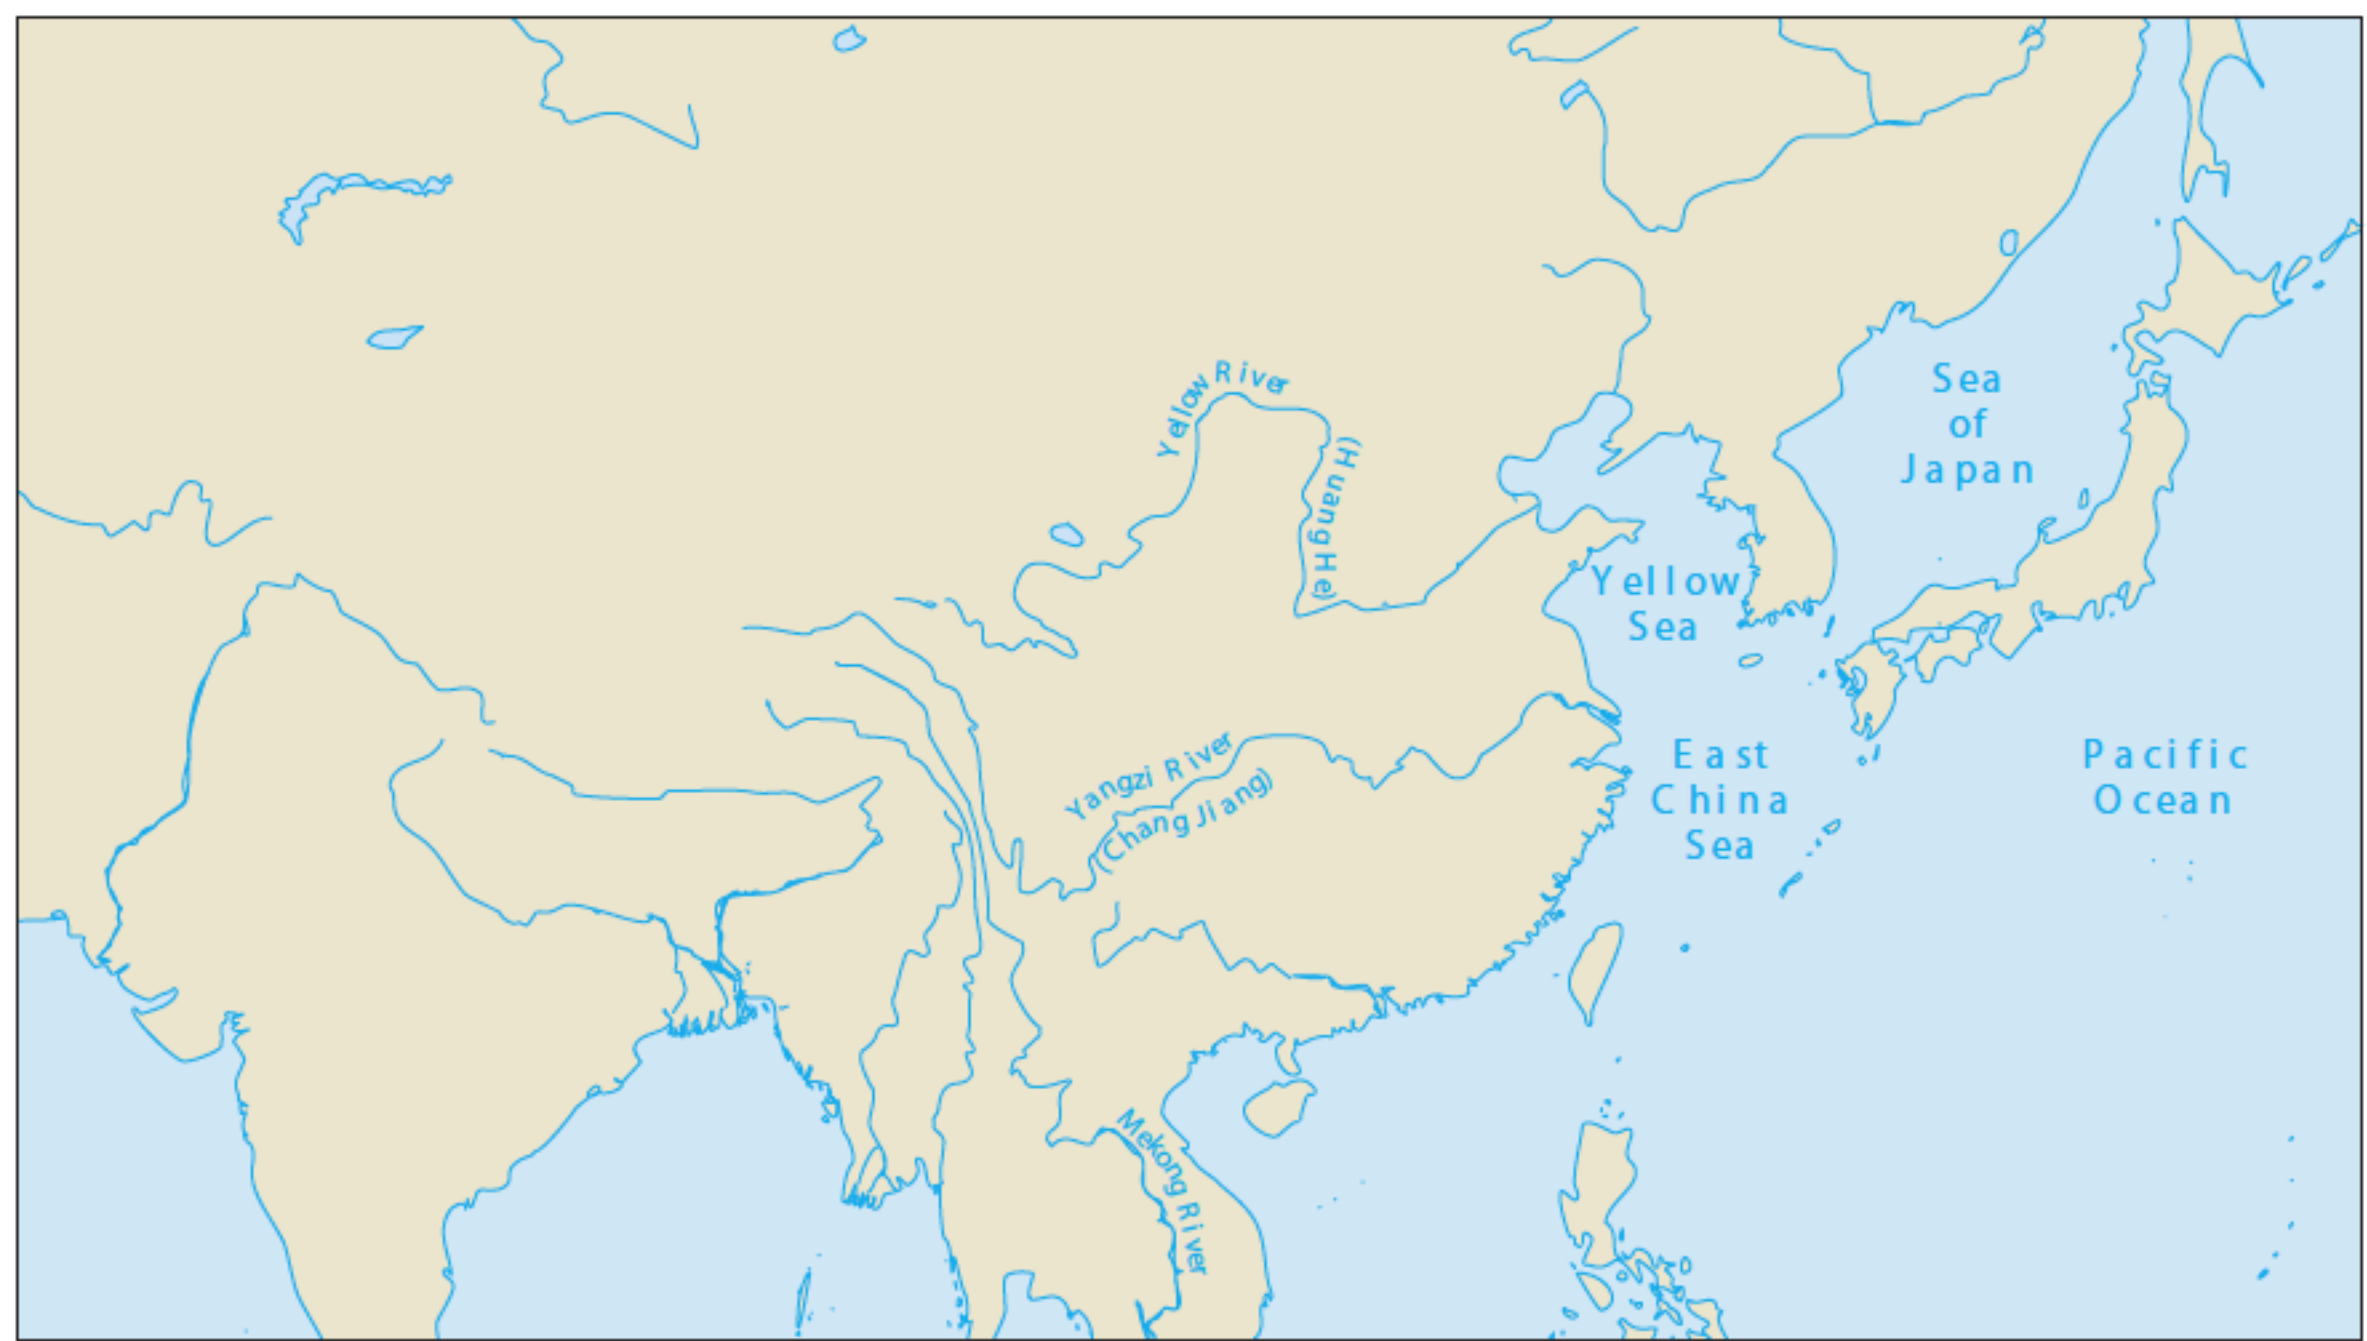 Yellow River
(Huang He)
Sea
of
Japan
Yellow
Sea
Yangzi River
(Chang Jiang)
East
China
Sea
Pacific
Ocean
Mekong River